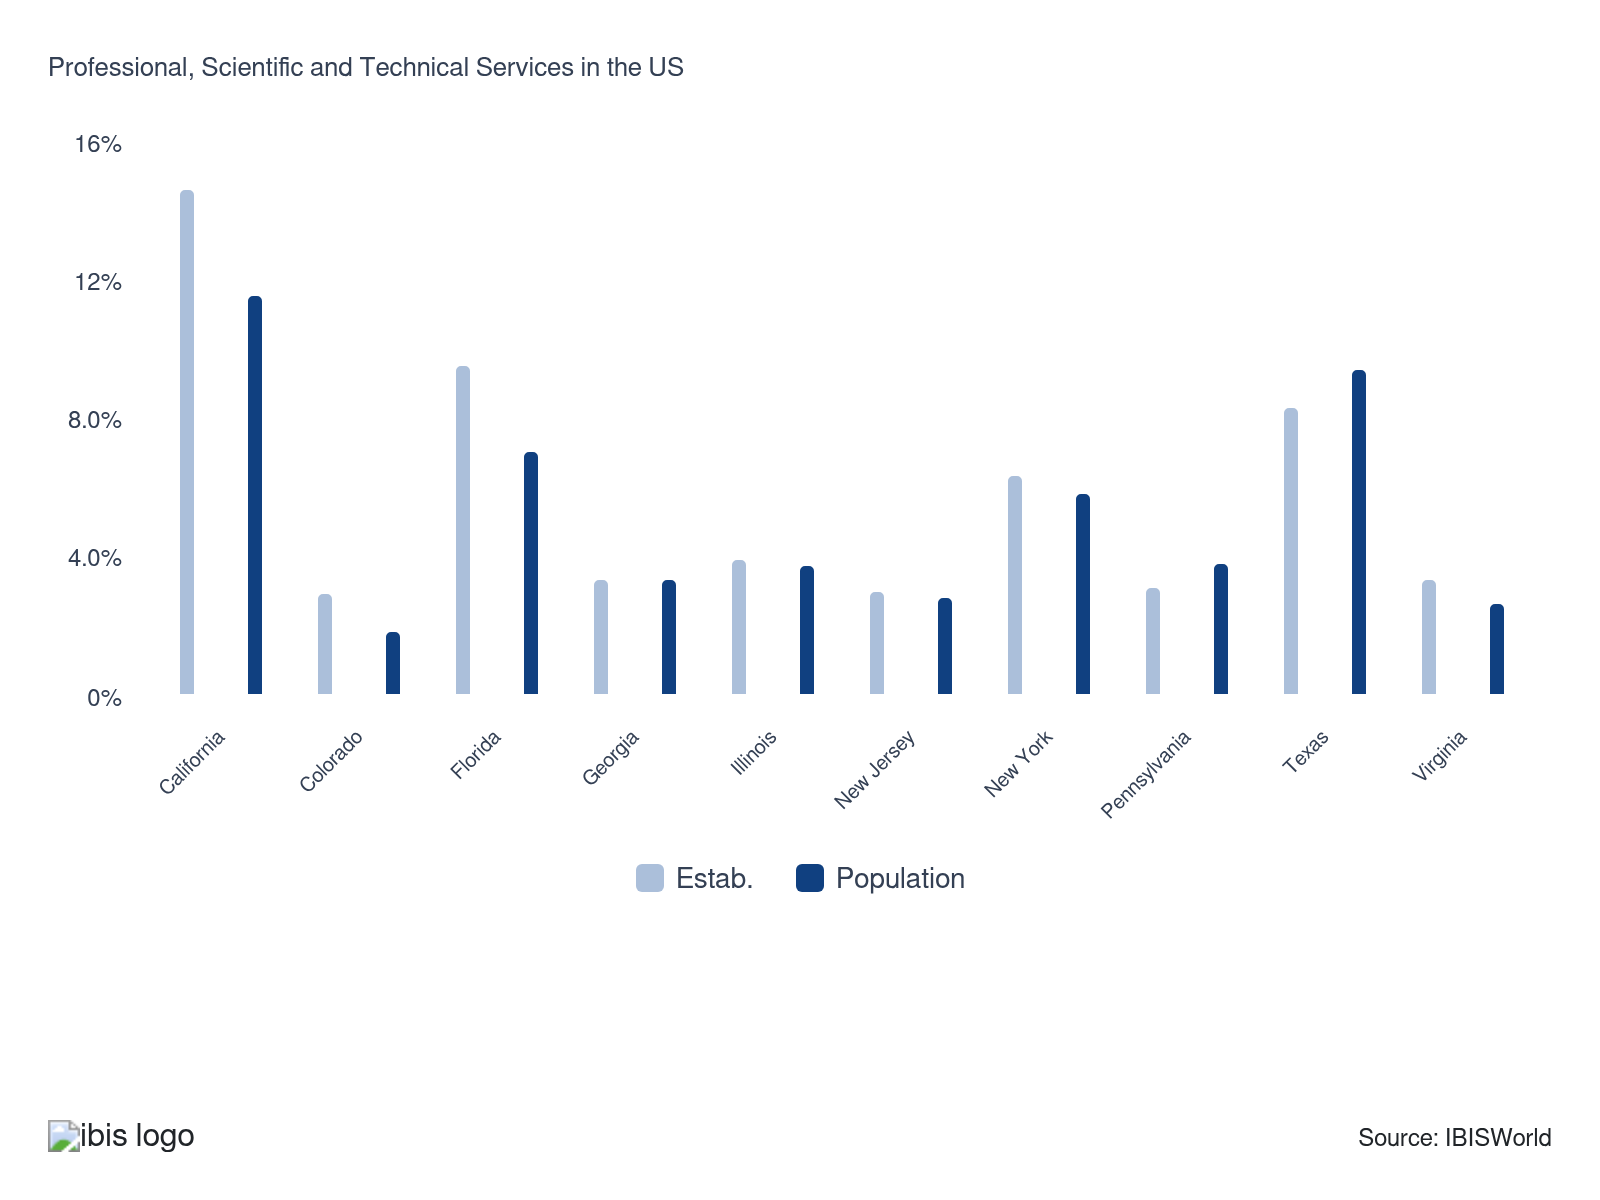 Professional, Scientific and Technical Services in the US
16%
12%
8.0%
4.0%
0%
California
Colorado
Florida
Georgia
Illinois
New Jersey
New York
Pennsylvania
Texas
Virginia
Estab.
Population
ibis logo
Source: IBISWorld